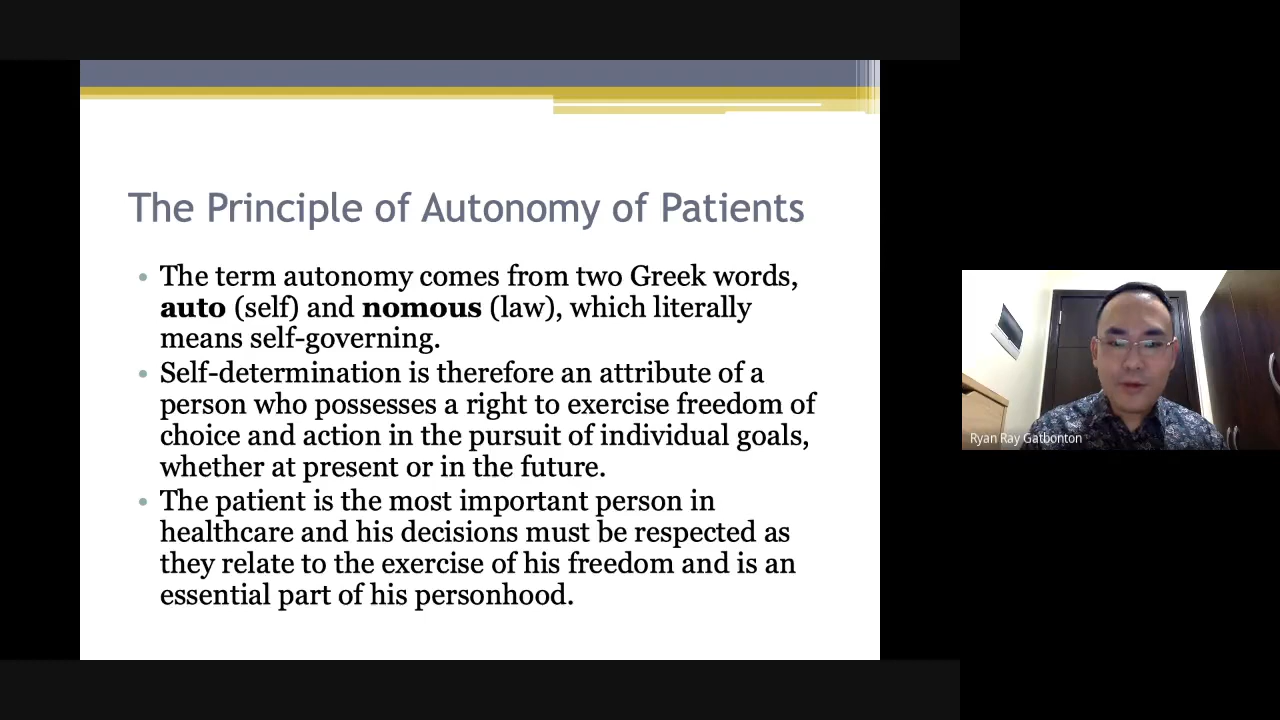 The Principle of Autonomy of Patients
• The term autonomy comes from two Greek words,
auto (self) and nomous (law), which literally
means self-governing.
• Self-determination is therefore an attribute of a
person who possesses a right to exercise freedom of
choice and action in the pursuit of individual goals,
whether at present or in the future.
• The patient is the most important person in
healthcare and his decisions must be respected as
they relate to the exercise of his freedom and is an
essential part of his personhood.
Ryan Ray Gatbonton